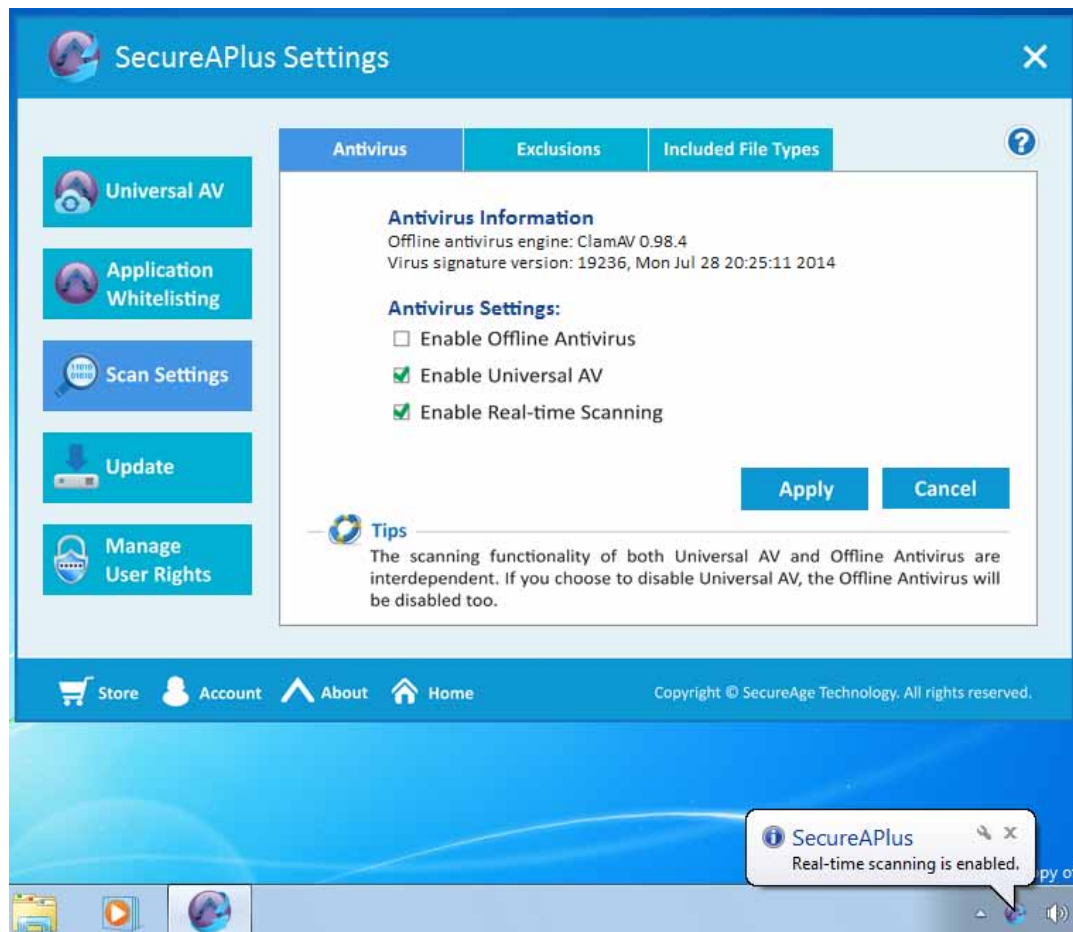 SecureAPlus Settings
Antivirus
Exclusions
Included File Types
Universal AV
Application
Whitelisting
Scan Settings
Update
Manage
User Rights
Antivirus Information
Offline antivirus engine: ClamAV 0.98.4
Virus signature version: 19236, Mon Jul 28 20:25:11 2014
Antivirus Settings:
Enable Offline Antivirus
Enable Universal AV
Enable Real-time Scanning
Apply
Cancel
Tips
The scanning functionality of both Universal AV and Offline Antivirus are
interdependent. If you choose to disable Universal AV, the Offline Antivirus will
be disabled too.
Store
Account
About
Home
Copyright © SecureAge Technology. All rights reserved.
SecureAPlus
Real-time scanning is enabled.